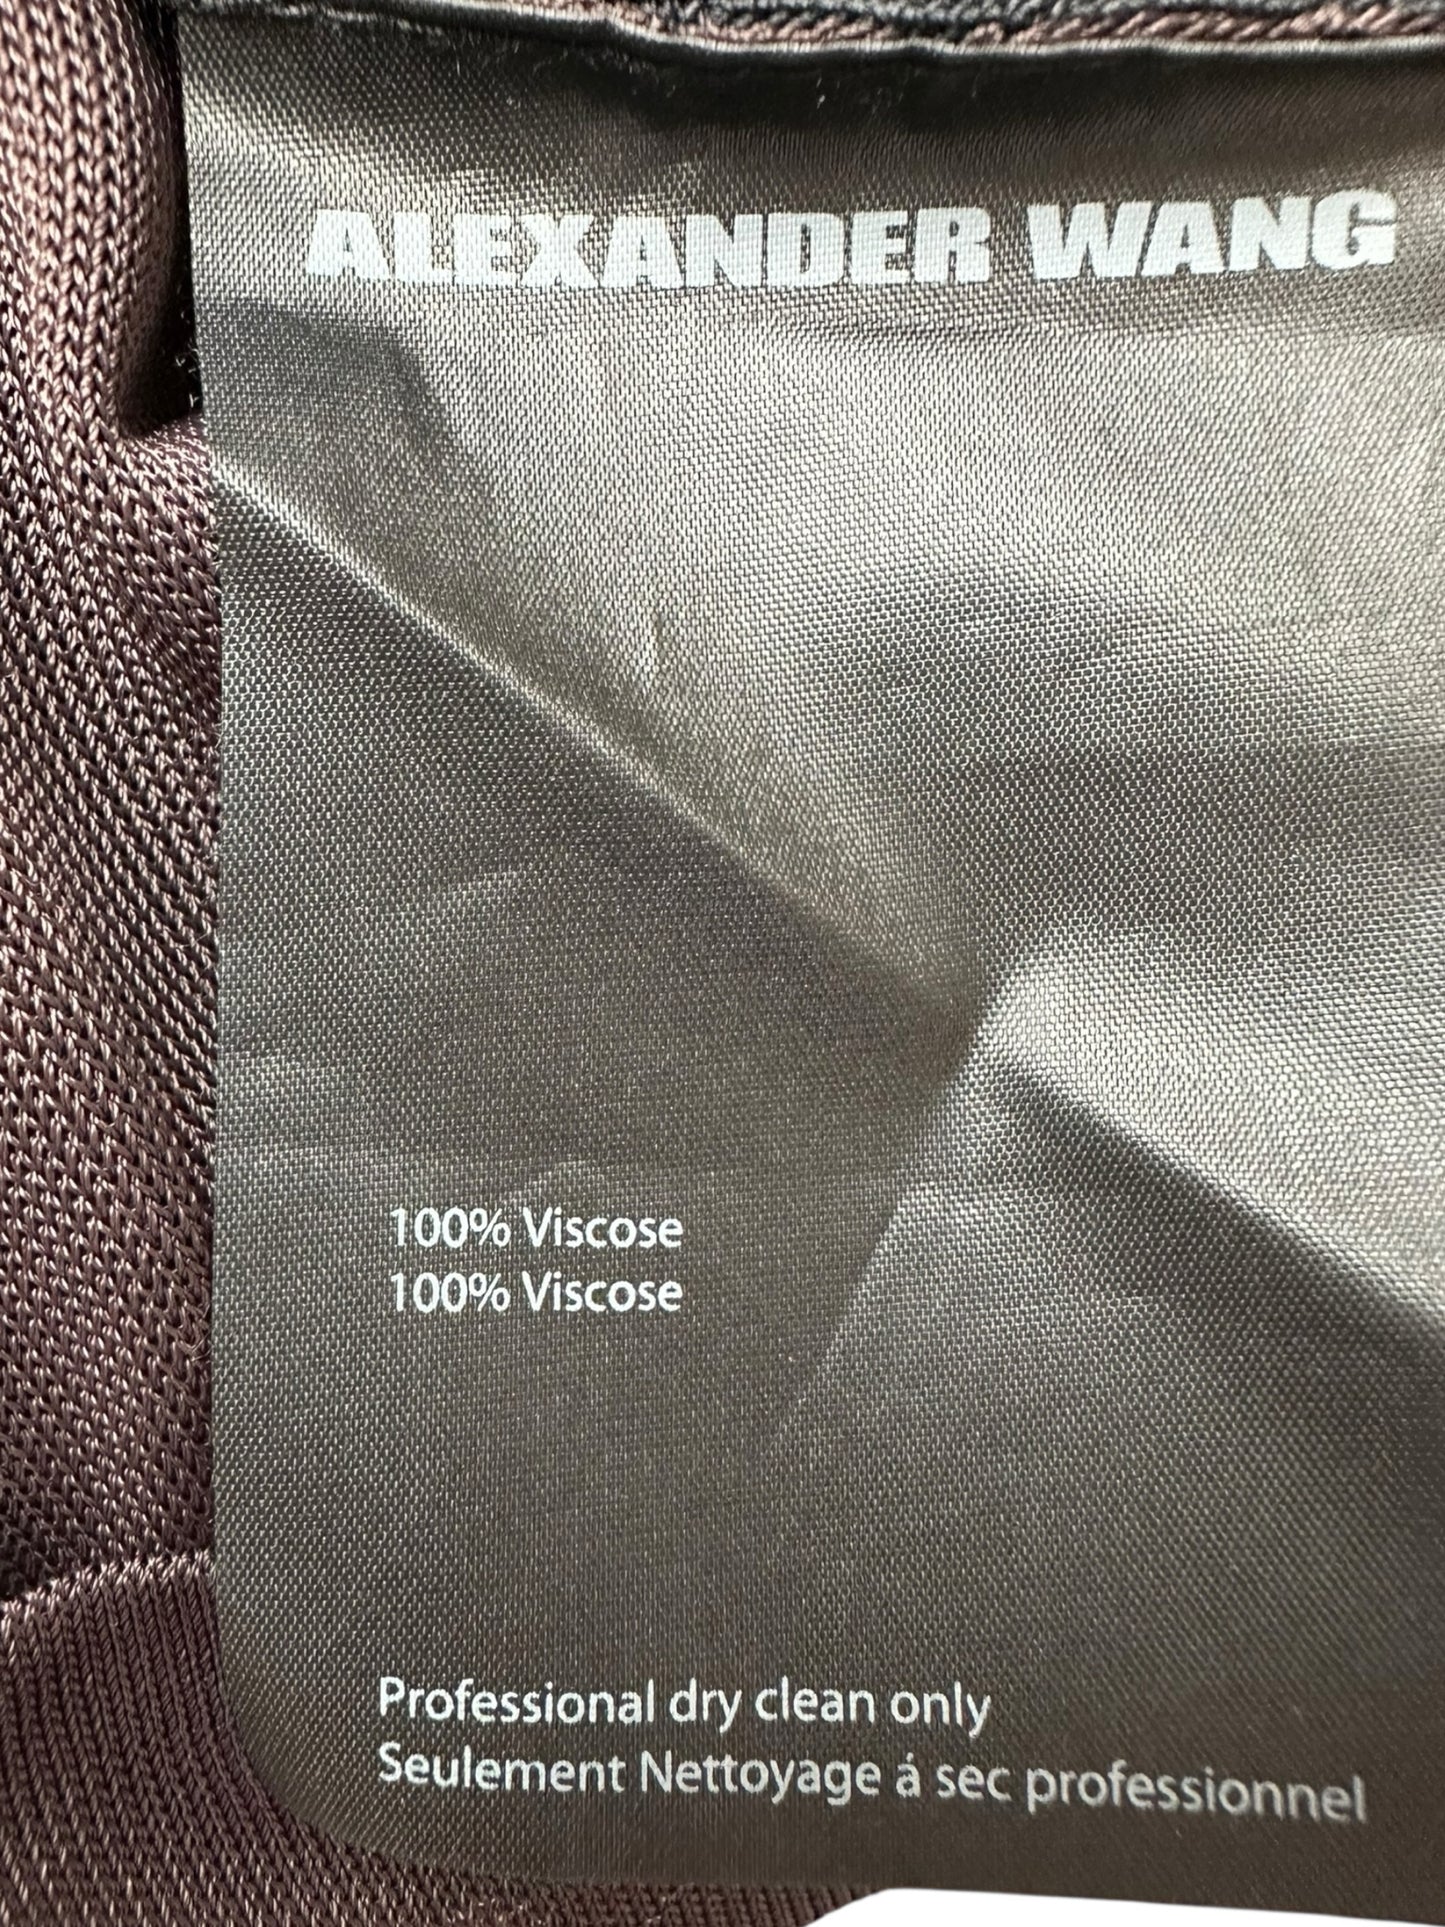 ALEXANDER WANG
100% Viscose
100% Viscose
Professional dry clean only
Seulement Nettoyage á sec professionnel